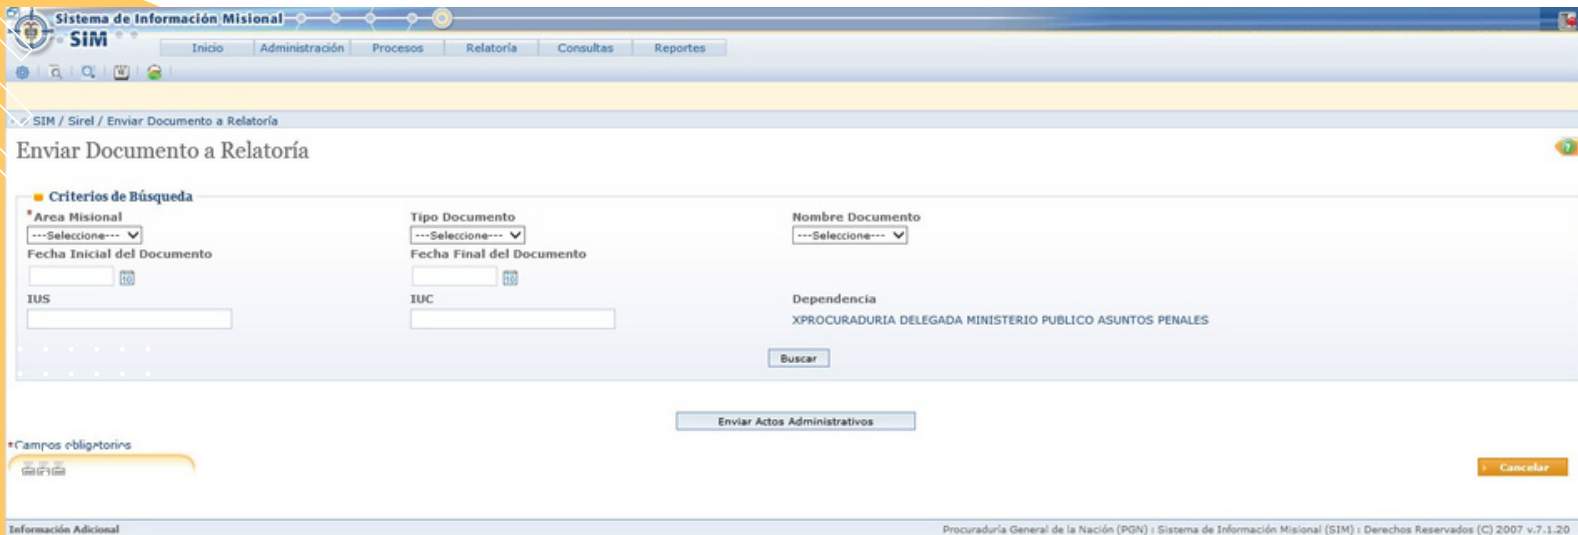 Sistema de Información Misional
SIM
Inicio Administración Procesos Relatoría Consultas Reportes
SIM / Sirel / Enviar Documento a Relatoría
Enviar Documento a Relatoría
Criterios de Búsqueda
*Area Misional Tipo Documento Nombre Documento
---Seleccione--- ---Seleccione--- ---Seleccione---
Fecha Inicial del Documento Fecha Final del Documento
IUS IUC Dependencia
XPROCURADURIA DELEGADA MINISTERIO PUBLICO ASUNTOS PENALES
Buscar
Enviar Actos Administrativos
*Campos obligatorios
Cancelar
Información Adicional Procuraduría General de la Nación (PGN) : Sistema de Información Misional (SIM) : Derechos Reservados (C) 2007 v.7.1.20